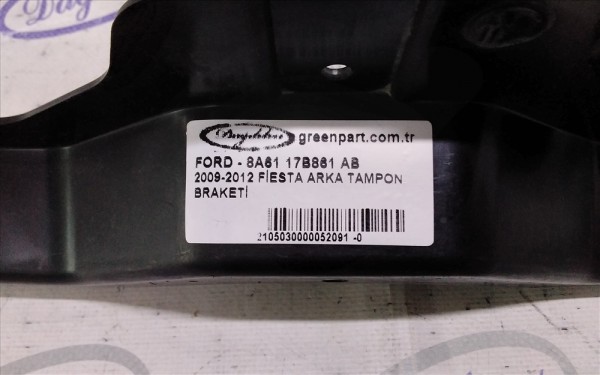 greenpart.com.tr
FORD - 8A61 17B861 AB
2009-2012 FİESTA ARKA TAMPON
BRAKETİ
2105030000052091 -0